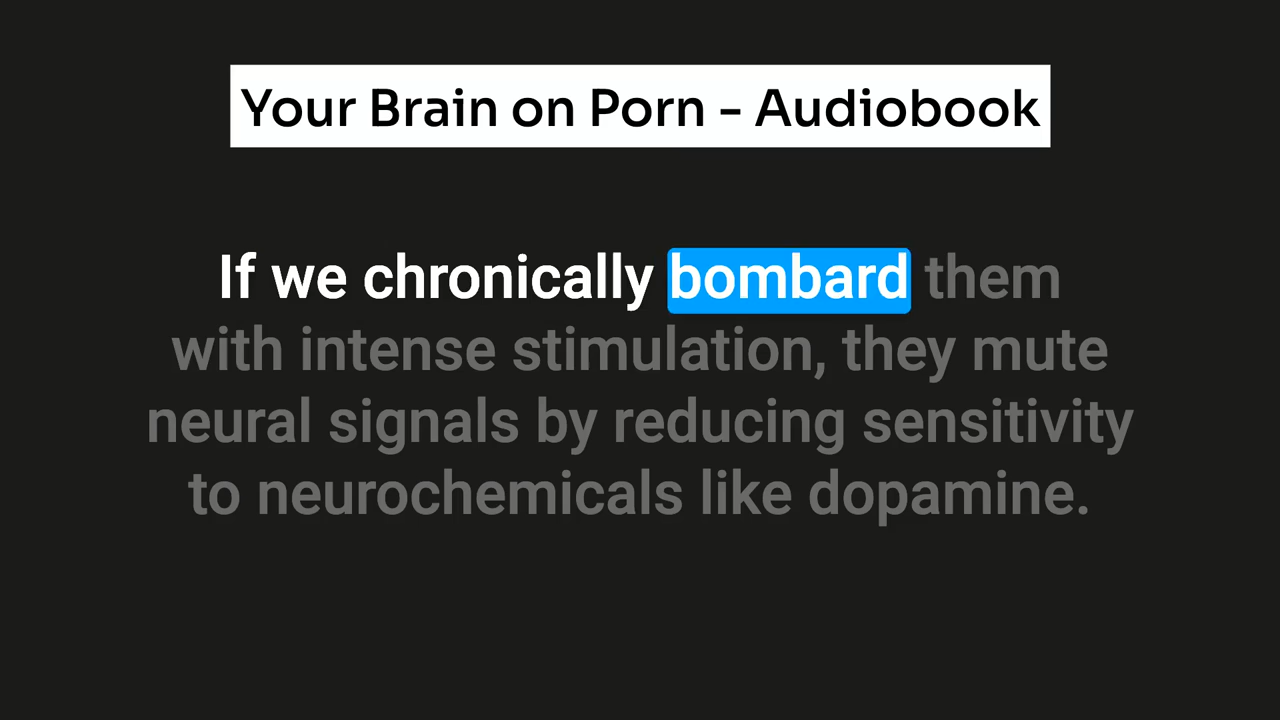 Your Brain on Porn - Audiobook
If we chronically bombard them
with intense stimulation, they mute
neural signals by reducing sensitivity
to neurochemicals like dopamine.